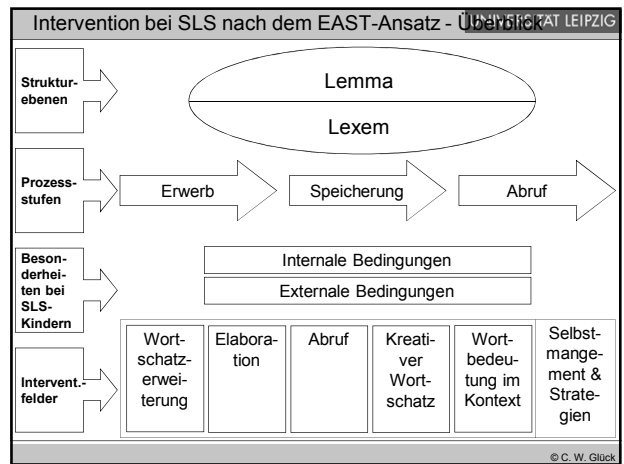 Intervention bei SLS nach dem EAST-Ansatz - Überblick
UNIVERSITÄT LEIPZIG
Struktur-
ebenen
Lemma
Lexem
Prozess-
stufen
Erwerb
Speicherung
Abruf
Beson-
derhei-
ten bei
SLS-
Kindern
Internale Bedingungen
Externale Bedingungen
Intervent.-
felder
Wort-
schatz-
erwei-
terung
Elabora-
tion
Abruf
Kreati-
ver
Wort-
schatz
Wort-
bedeu-
tung im
Kontext
Selbst-
mange-
ment &
Strate-
gien
© C. W. Glück